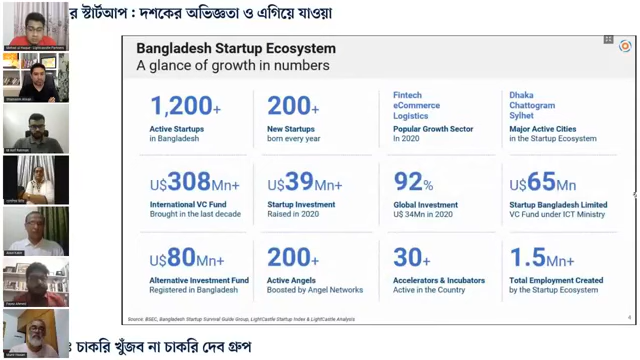 র স্টার্টআপ : দশকের অভিজ্ঞতা ও এগিয়ে যাওয়া
Bangladesh Startup Ecosystem
A glance of growth in numbers
1,200+
Active Startups
in Bangladesh
200+
New Startups
born every year
Fintech
eCommerce
Logistics
Popular Growth Sector
In 2020
Dhaka
Chattogram
Sylhet
Major Active Cities
in the Startup Ecosystem
U$308Mn+
International VC Fund
Brought in the last decade
U$39Mn+
Startup Investment
Raised in 2020
92%
Global Investment
U$ 34Mn in 2020
U$65Mn
Startup Bangladesh Limited
VC Fund under ICT Ministry
U$80Mn+
Alternative Investment Fund
Registered in Bangladesh
200+
Active Angels
Boosted by Angel Networks
30+
Accelerators & Incubators
Active in the Country
1.5Mn+
Total Employment Created
by the Startup Ecosystem
Source: BSEC, Bangladesh Startup Survival Guide Group, LightCastle Startup Index & LightCastle Analysis
4
: চাকরি খুঁজব না চাকরি দেব গ্রুপ